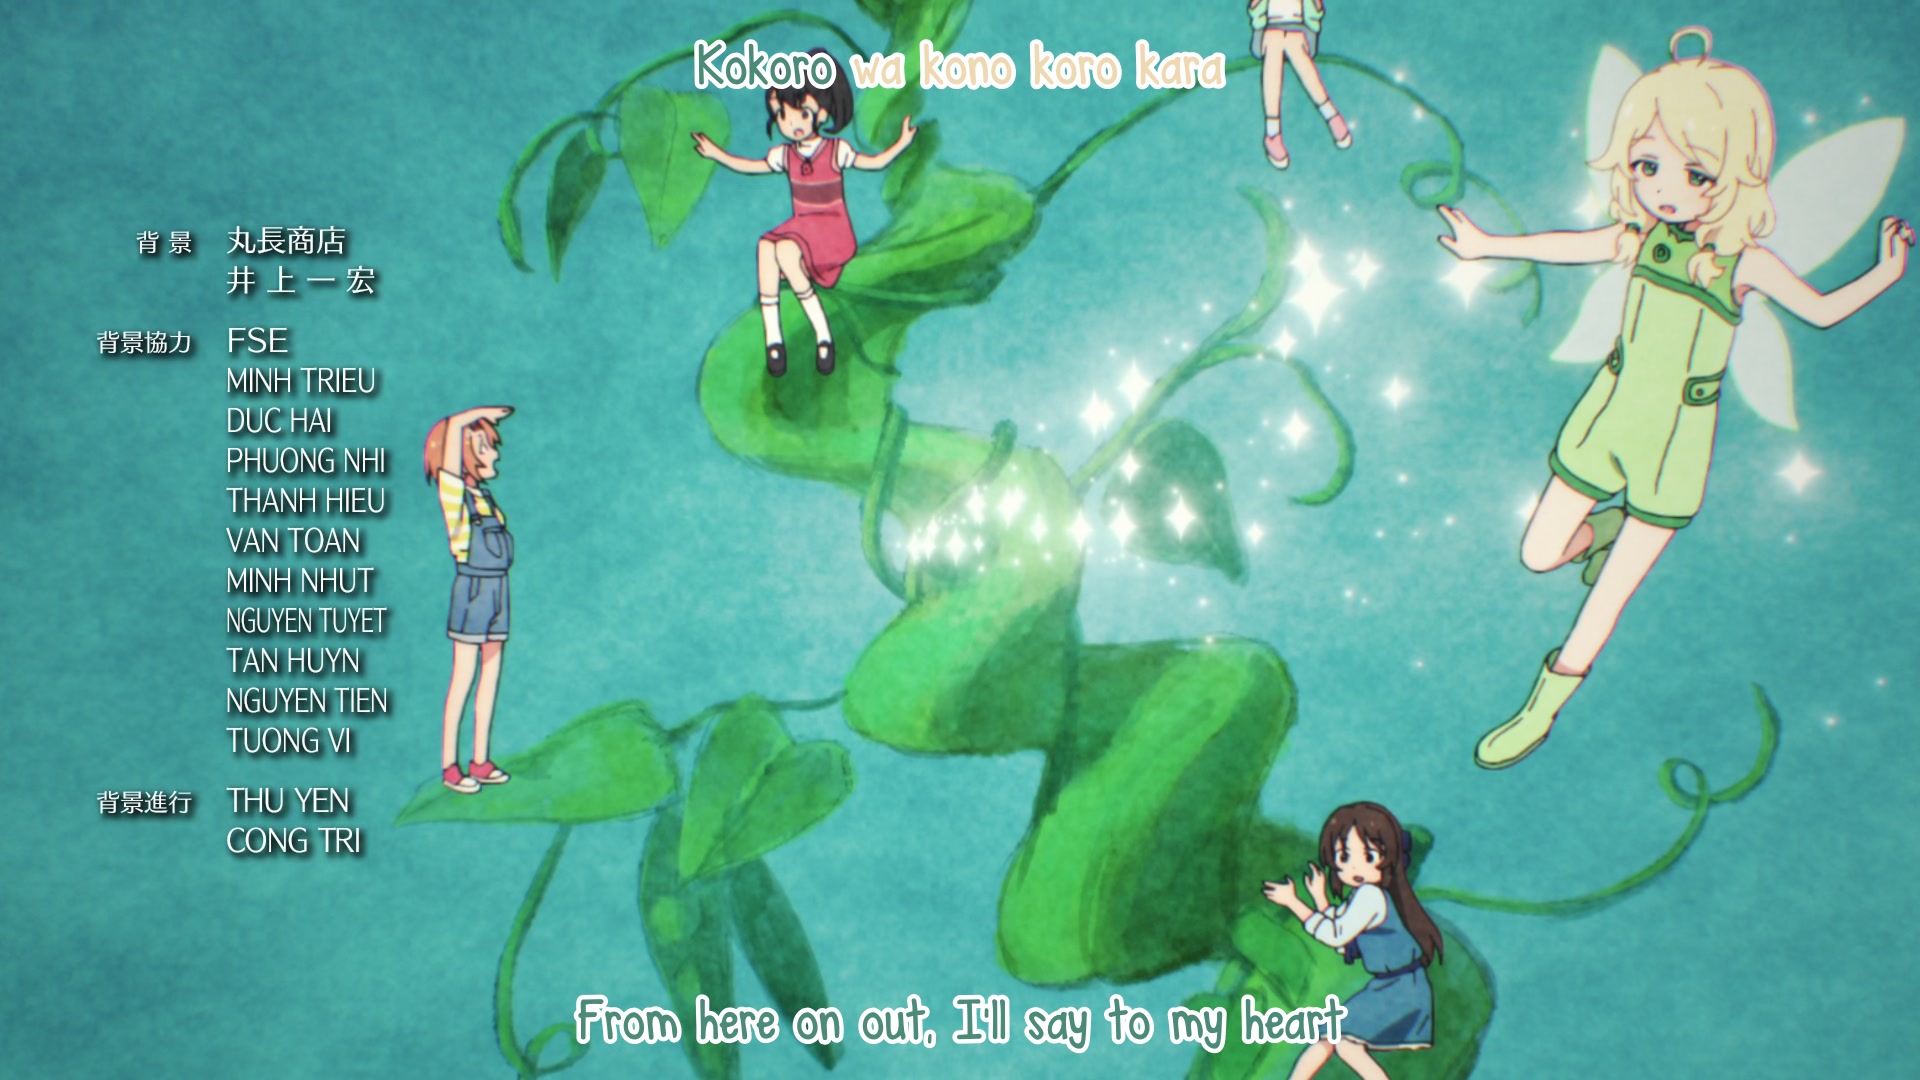 Kokoro wa kono koro kara
背景 丸長商店
井上一宏
背景協力 FSE
MINH TRIEU
DUC HAI
PHUONG NHI
THANH HIEU
VAN TOAN
MINH NHUT
NGUYEN TUYET
TAN HUYN
NGUYEN TIEN
TUONG VI
背景進行 THU YEN
CONG TRI
From here on out, I'll say to my heart